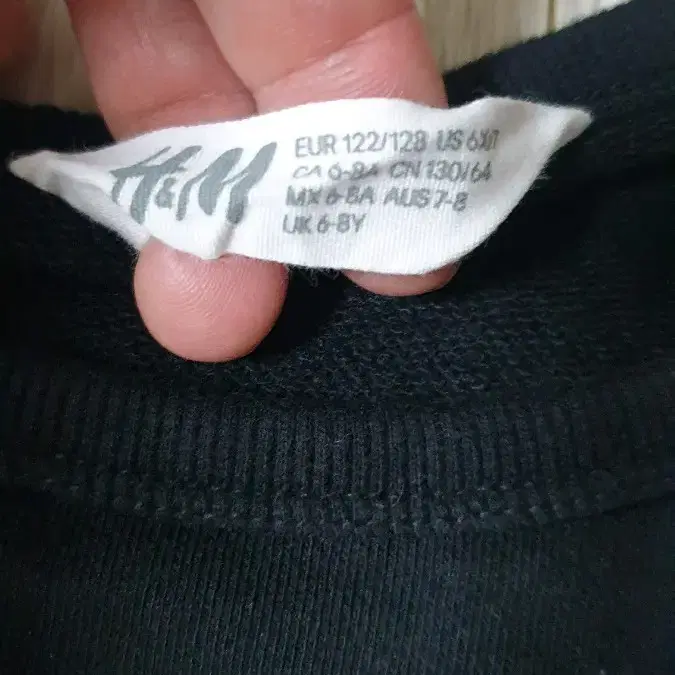 H&M
EUR 122/128 US 6X/7
CA 6-8A CN 130/64
MX 6-8A AUS 7-8
UK 6-8Y